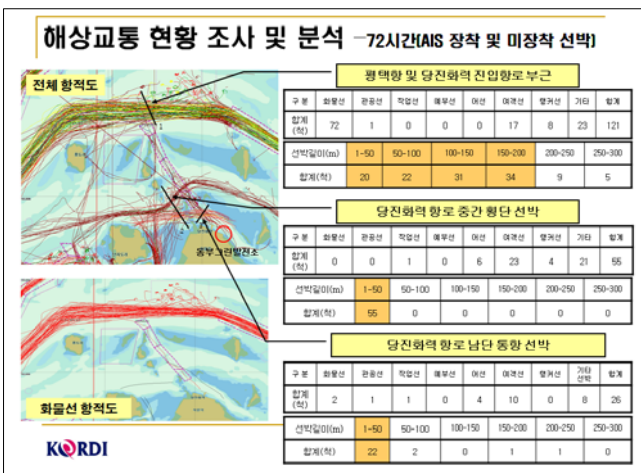 해상교통 현황 조사 및 분석 -72시간(AIS 장착 및 미장착 선박)
전체 항적도
동부그린발전소
화물선 항적도
KORDI
평택항 및 당진화력 진입항로 부근
구 분 화물선 관공선 작업선 예부선 어선 여객선 탱커선 기타 합계
합계(척) 72 1 0 0 0 17 8 23 121
선박길이(m) 1-50 50-100 100-150 150-200 200-250 250-300
합계(척) 20 22 31 34 9 5
당진화력 항로 중간 횡단 선박
구 분 화물선 관공선 작업선 예부선 어선 여객선 탱커선 기타 합계
합계(척) 0 0 1 0 6 23 4 21 55
선박길이(m) 1-50 50-100 100-150 150-200 200-250 250-300
합계(척) 55 0 0 0 0 0
당진화력 항로 남단 통항 선박
구 분 화물선 관공선 작업선 예부선 어선 여객선 탱커선 기타선박 합계
합계(척) 2 1 1 0 4 10 0 8 26
선박길이(m) 1-50 50-100 100-150 150-200 200-250 250-300
합계(척) 22 2 0 1 1 0